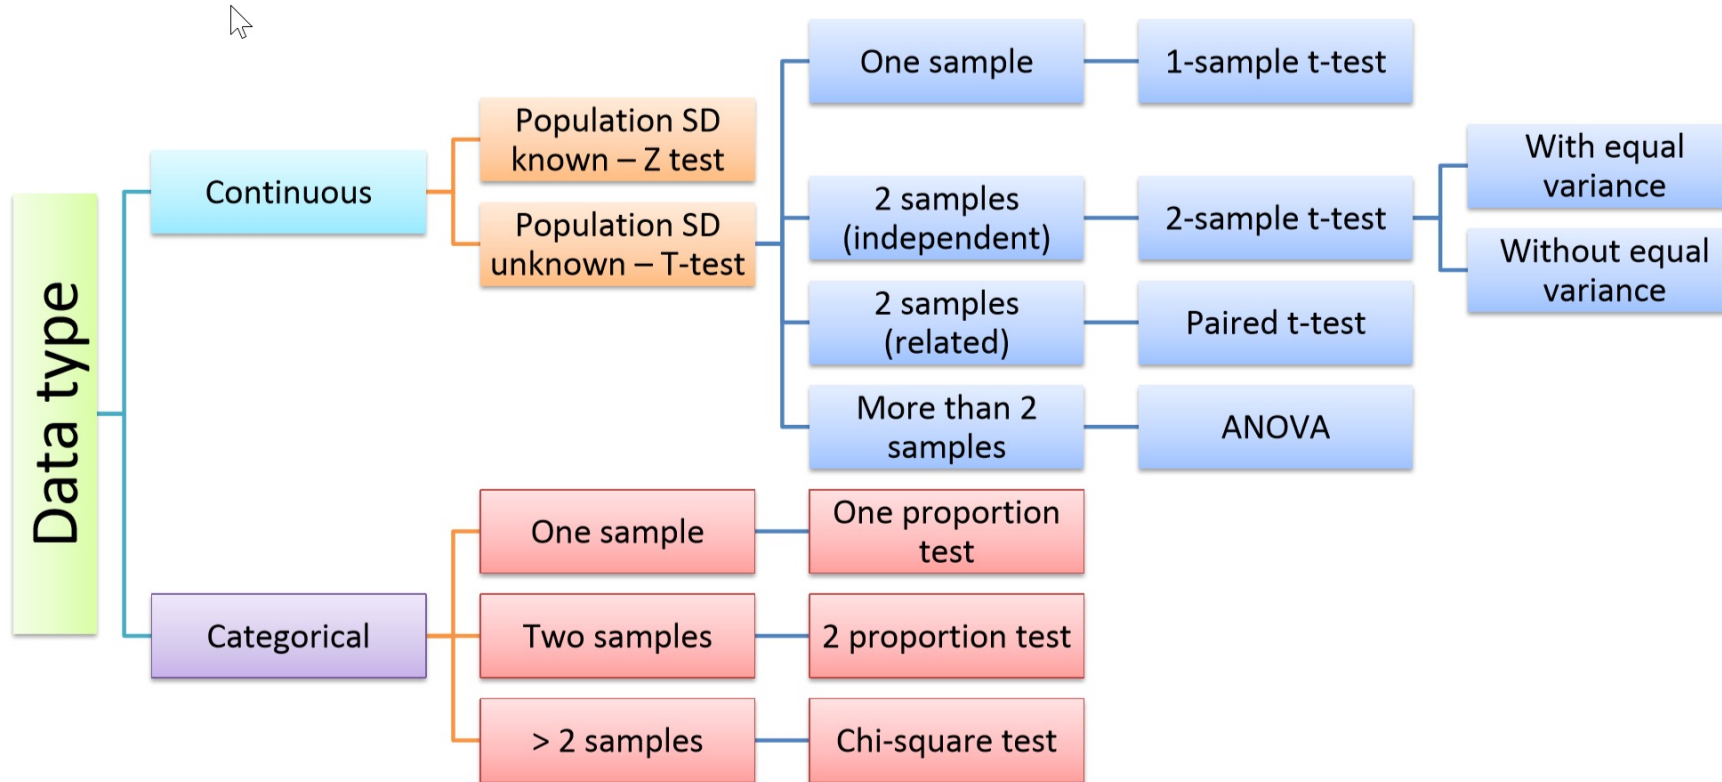 Data type
Continuous
Population SD
known – Z test
Population SD
unknown – T-test
One sample
1-sample t-test
2 samples
(independent)
2-sample t-test
With equal
variance
Without equal
variance
2 samples
(related)
Paired t-test
More than 2
samples
ANOVA
Categorical
One sample
One proportion
test
Two samples
2 proportion test
> 2 samples
Chi-square test